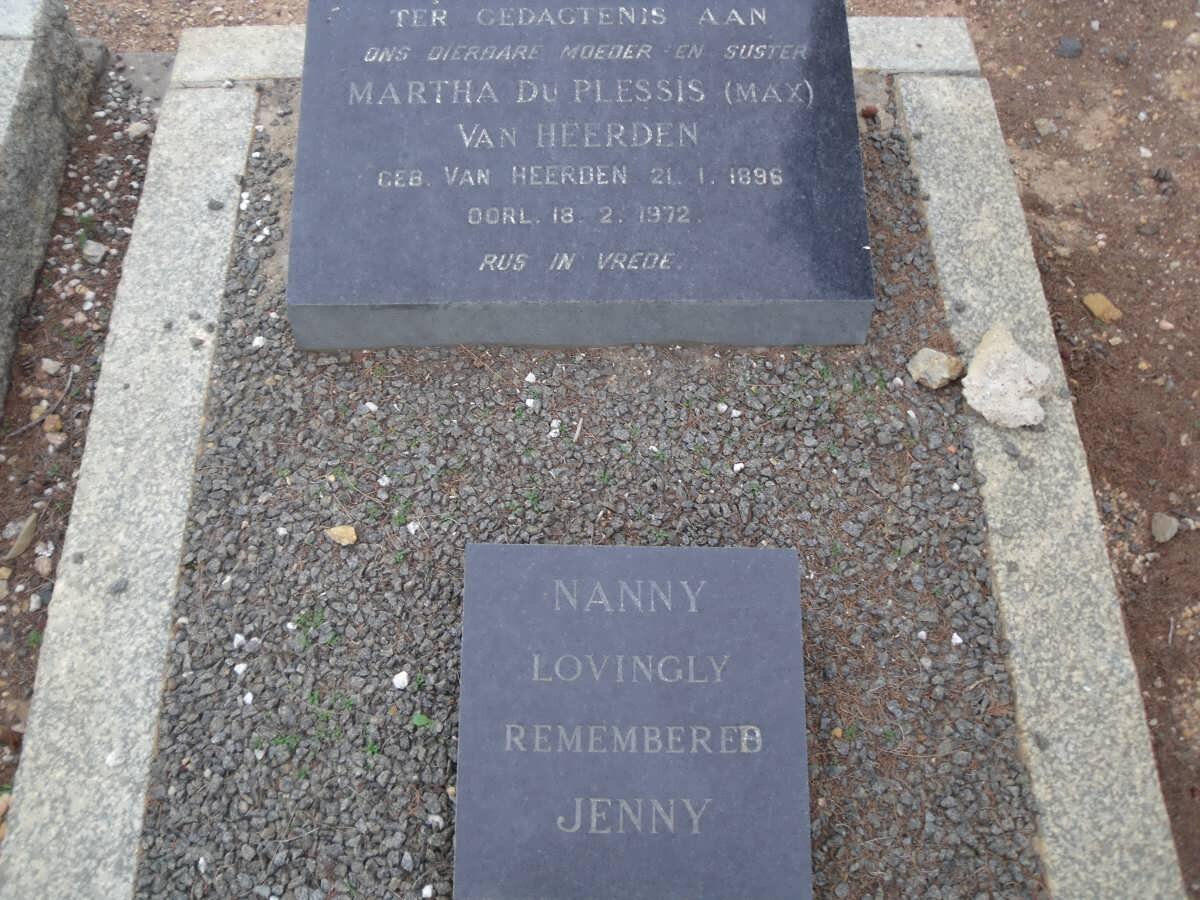 TER GEDAGTENIS AAN
ONS DIERBARE MOEDER EN SUSTER
MARTHA DU PLESSIS (MAX)
VAN HEERDEN
GEB. VAN HEERDEN 21. 1. 1896
OORL. 18. 2. 1972.
RUS IN VREDE.
NANNY
LOVINGLY
REMEMBERED
JENNY